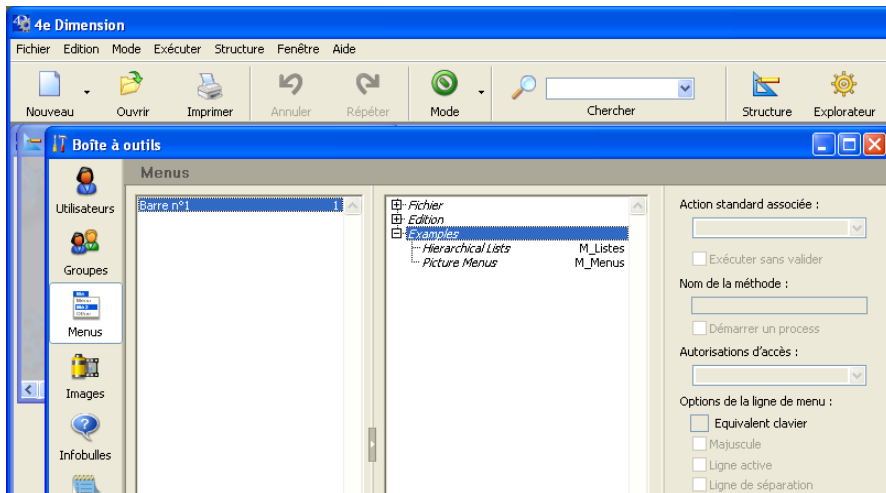 4e Dimension
Fichier Edition Mode Exécuter Structure Fenêtre Aide
Nouveau Ouvrir Imprimer Annuler Répéter Mode Chercher Structure Explorateur
Boîte à outils
Menus
Utilisateurs
Groupes
Menus
Images
Infobulles
Barre n°1 1
Fichier
Edition
Examples
Hierarchical Lists M_Listes
Picture Menus M_Menus
Action standard associée :
Exécuter sans valider
Nom de la méthode :
Démarrer un process
Autorisations d'accès :
Options de la ligne de menu :
Equivalent clavier
Majuscule
Ligne active
Ligne de séparation